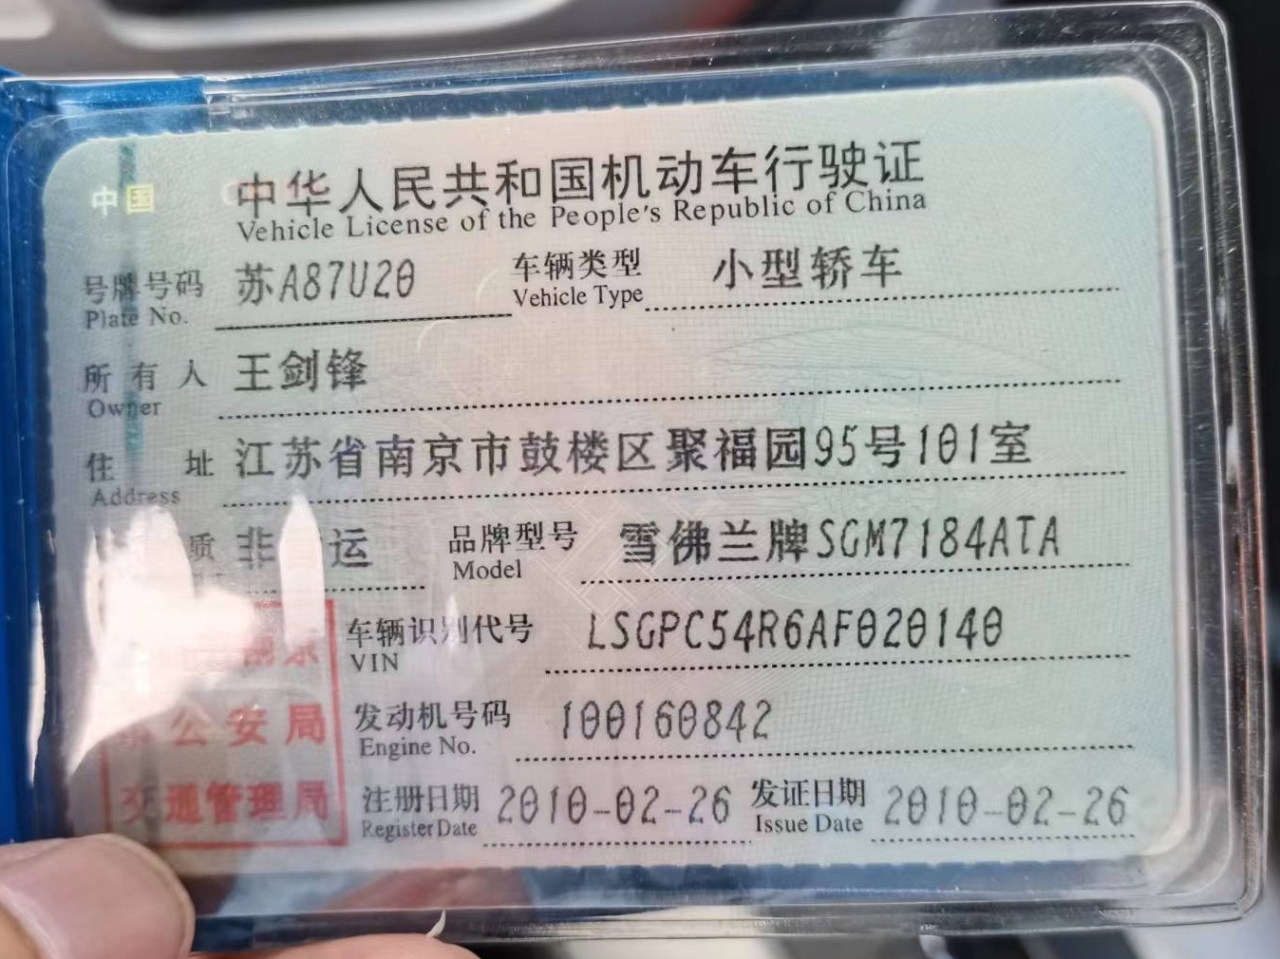 中国
中华人民共和国机动车行驶证
Vehicle License of the People's Republic of China
号牌号码 苏A87U20 车辆类型 小型轿车
Plate No. Vehicle Type
所有人 王剑锋
Owner
住址 江苏省南京市鼓楼区聚福园95号101室
Address
质 非 运 品牌型号 雪佛兰牌SGM7184ATA
Model
车辆识别代号 LSGPC54R6AF020140
VIN
公安局
发动机号码 100160842
Engine No.
交通管理局
注册日期 2010-02-26 发证日期 2010-02-26
Register Date Issue Date